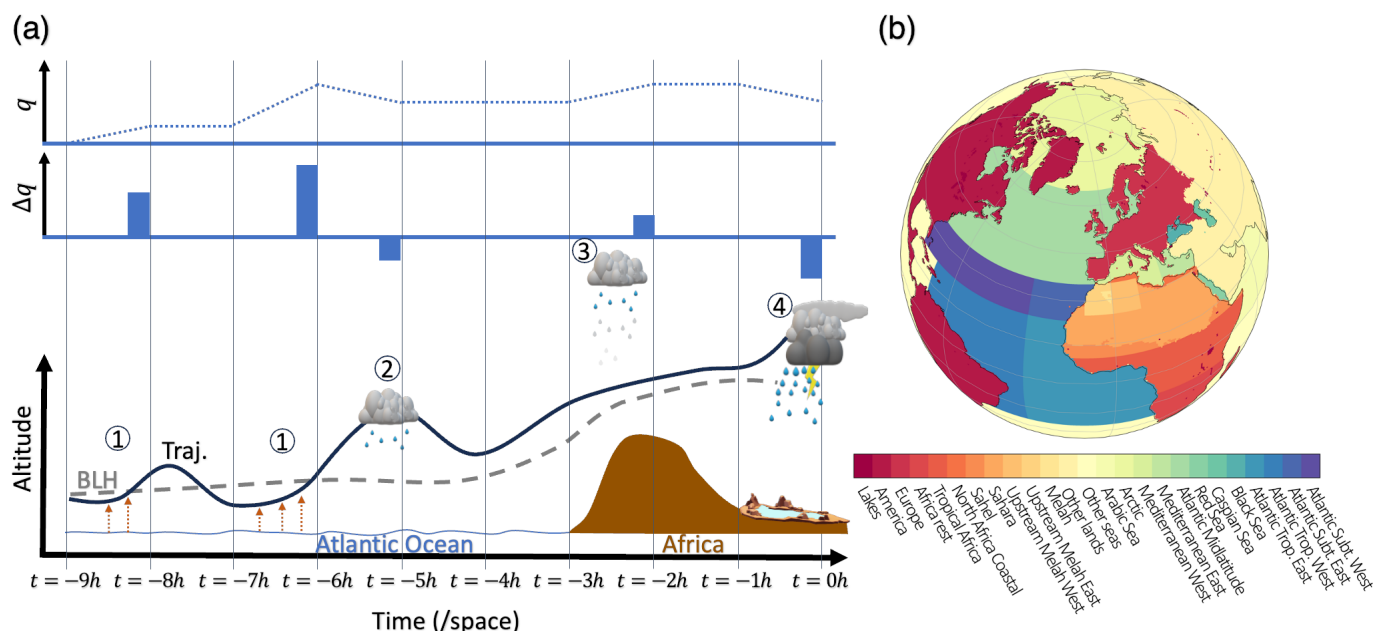 (a)
q
Δq
③
④
②
①
①
Traj.
BLH
Altitude
Atlantic Ocean
Africa
t = −9h
t = −8h
t = −7h
t = −6h
t = −5h
t = −4h
t = −3h
t = −2h
t = −1h
t = 0h
Time (/space)
(b)
Lakes
America
Europe
Africa rest
Tropical Africa
North Africa Coastal
Sahel
Sahara
Upstream Melah East
Upstream Melah West
Melah
Other lands
Other seas
Arabic Sea
Arctic
Mediterranean East
Mediterranean West
Atlantic Midlatitude
Red Sea
Caspian Sea
Black Sea
Atlantic Trop. East
Atlantic Trop. West
Atlantic Subt. East
Atlantic Subt. West